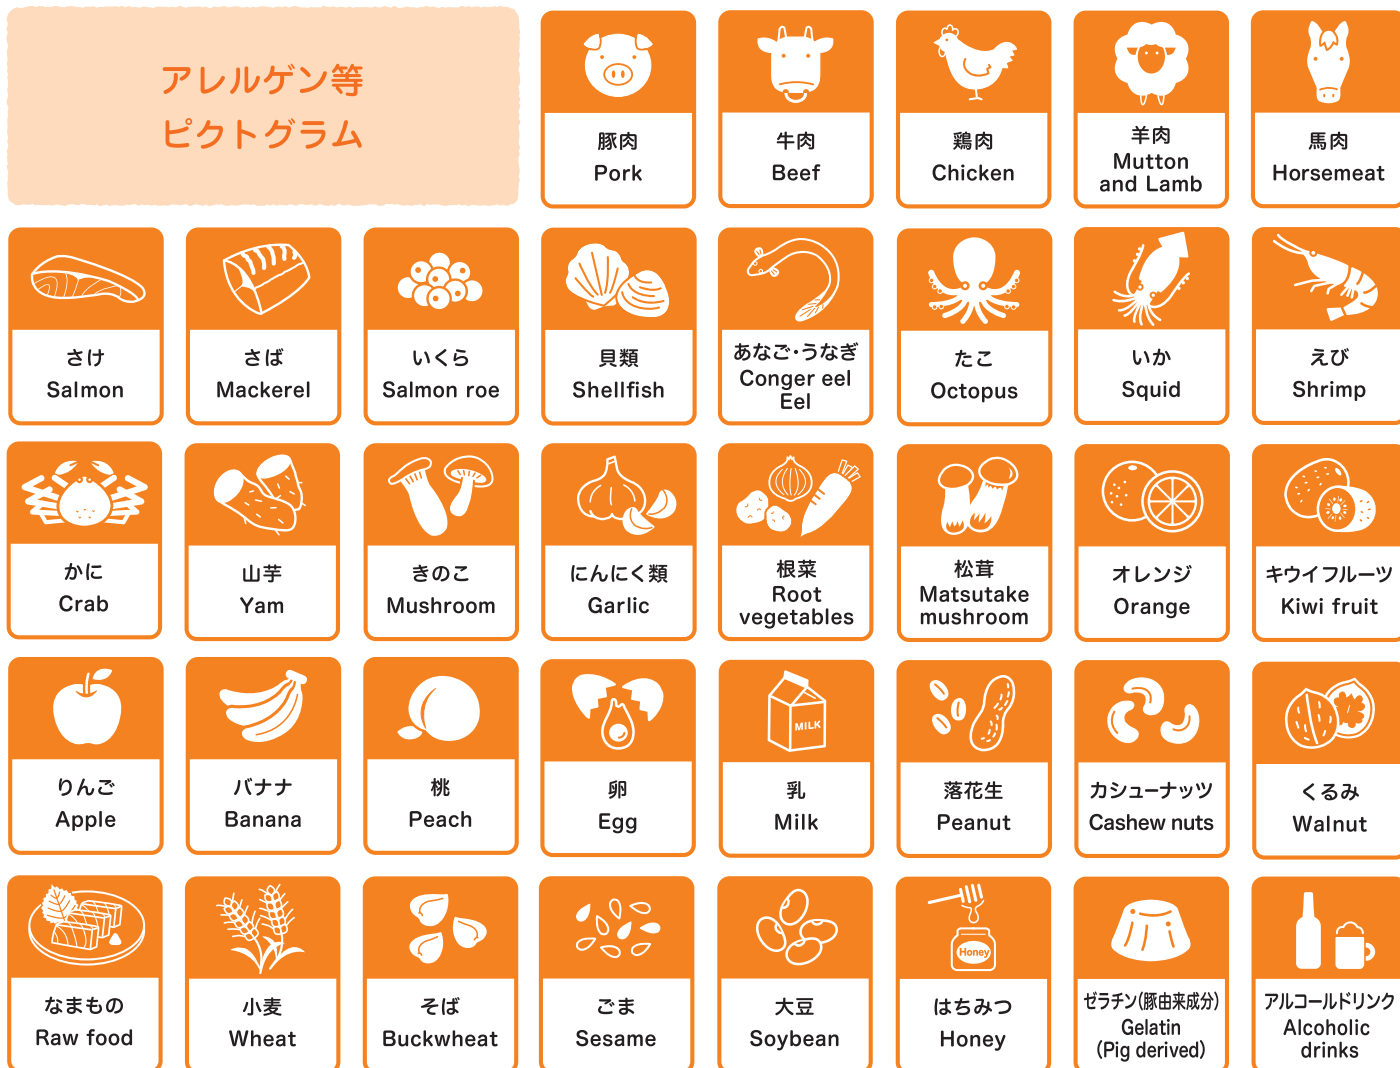 アレルゲン等
ピクトグラム
豚肉
Pork
牛肉
Beef
鶏肉
Chicken
羊肉
Mutton
and Lamb
馬肉
Horsemeat
さけ
Salmon
さば
Mackerel
いくら
Salmon roe
貝類
Shellfish
あなご・うなぎ
Conger eel
Eel
たこ
Octopus
いか
Squid
えび
Shrimp
かに
Crab
山芋
Yam
きのこ
Mushroom
にんにく類
Garlic
根菜
Root
vegetables
松茸
Matsutake
mushroom
オレンジ
Orange
キウイフルーツ
Kiwi fruit
りんご
Apple
バナナ
Banana
桃
Peach
卵
Egg
MILK
乳
Milk
落花生
Peanut
カシューナッツ
Cashew nuts
くるみ
Walnut
なまもの
Raw food
小麦
Wheat
そば
Buckwheat
ごま
Sesame
大豆
Soybean
Honey
はちみつ
Honey
ゼラチン(豚由来成分)
Gelatin
(Pig derived)
アルコールドリンク
Alcoholic
drinks